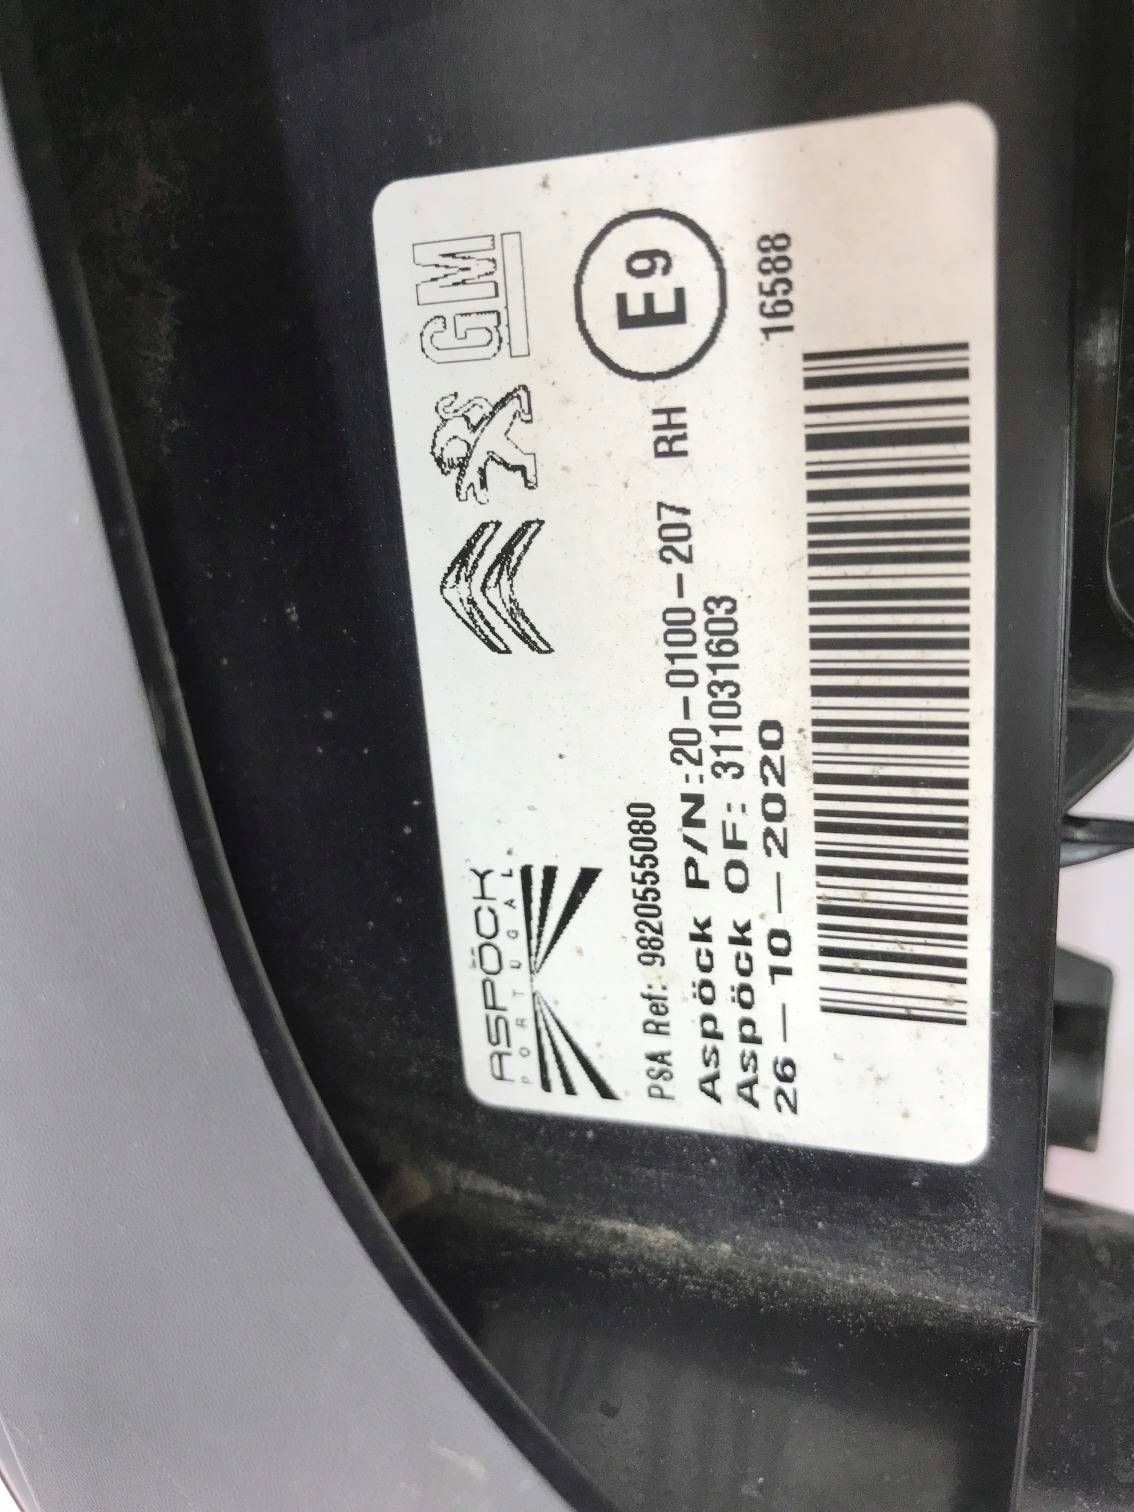 ASPÖCK
PORTUGAL
GM
PSA Ref: 9820555080
Aspöck P/N:20-0100-207 RH
Aspöck OF: 311031603
26-10-2020
E9
16588